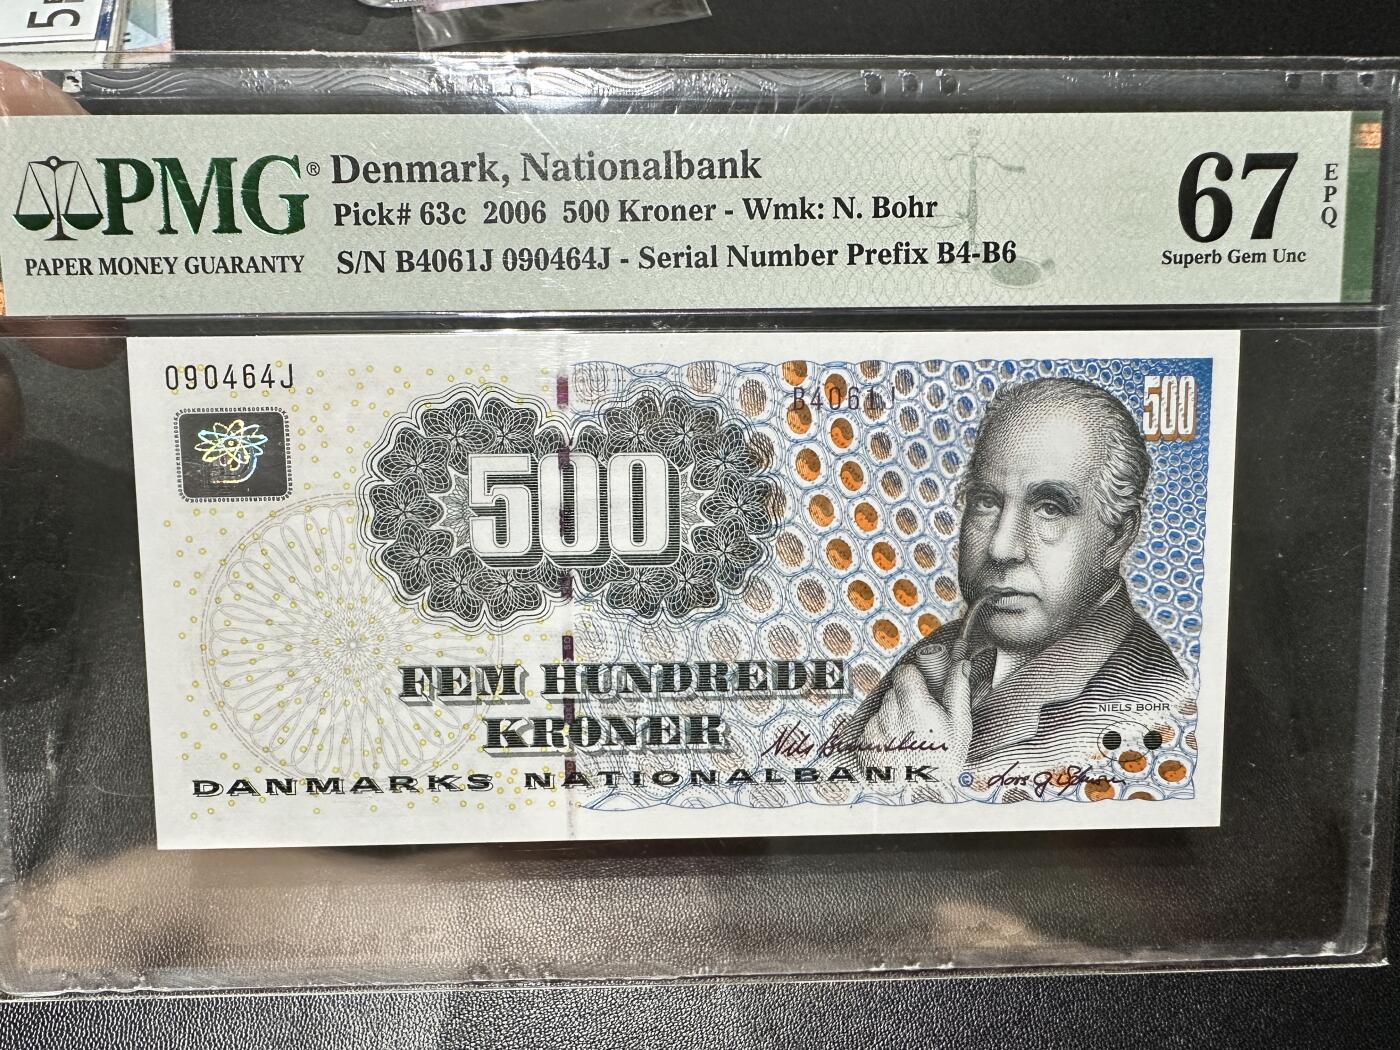 PMG® Denmark, Nationalbank
Pick# 63c 2006 500 Kroner - Wmk: N. Bohr
S/N B4061J 090464J - Serial Number Prefix B4-B6
PAPER MONEY GUARANTY
67
EPQ
Superb Gem Unc
090464J
B4061J
500
500
FEM HUNDREDE
KRONER
NIELS BOHR
DANMARKS NATIONALBANK ©